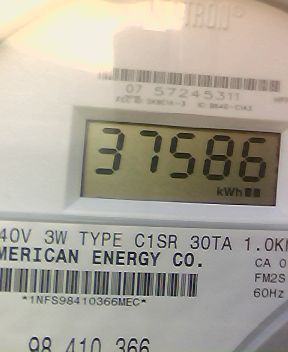 TRON®
07 57245311
37586
kWh
40V 3W TYPE C1SR 30TA 1.0K
MERICAN ENERGY CO.
CA 0
FM2S
60Hz
*1NFS98410366MEC*
98 410 366